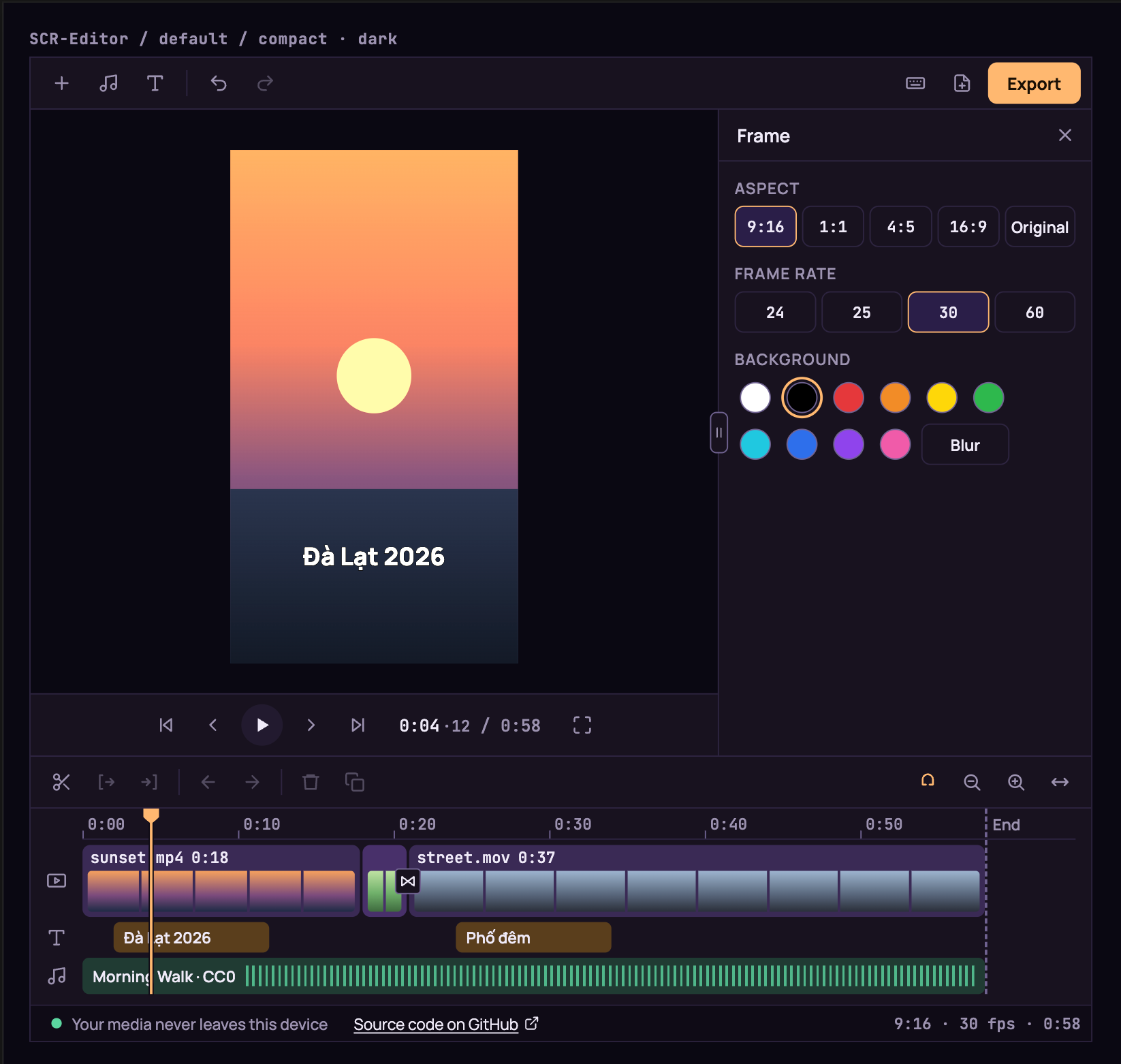 SCR-Editor / default / compact · dark
Export
Frame
ASPECT
9:16 1:1 4:5 16:9 Original
FRAME RATE
24 25 30 60
BACKGROUND
Blur
Đà Lạt 2026
0:04·12 / 0:58
0:00 0:10 0:20 0:30 0:40 0:50 End
sunset.mp4 0:18 street.mov 0:37
Đà Lạt 2026 Phố đêm
Morning Walk · CC0
Your media never leaves this device Source code on GitHub 9:16 · 30 fps · 0:58